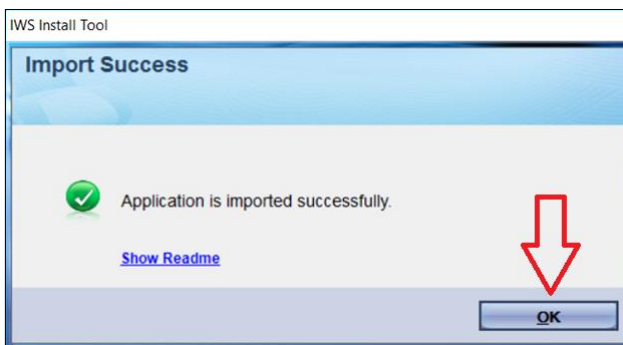 IWS Install Tool
Import Success
Application is imported successfully.
Show Readme
OK